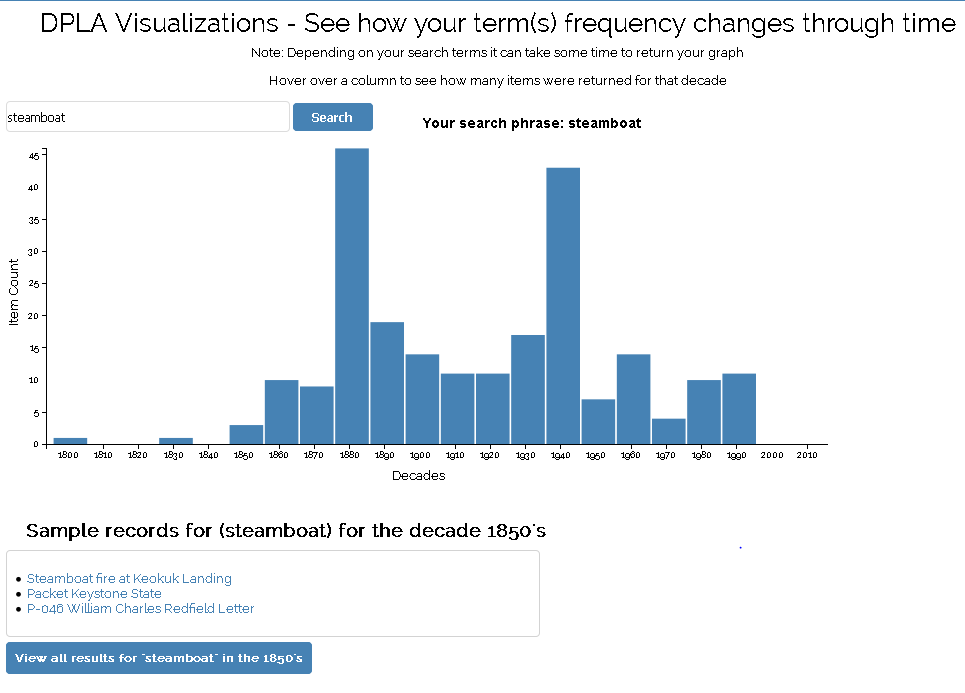 DPLA Visualizations - See how your term(s) frequency changes through time
Note: Depending on your search terms it can take some time to return your graph
Hover over a column to see how many items were returned for that decade
steamboat
Search
Your search phrase: steamboat
45
40
35
30
25
20
15
10
5
0
Item Count
1800 1810 1820 1830 1840 1850 1860 1870 1880 1890 1900 1910 1920 1930 1940 1950 1960 1970 1980 1990 2000 2010
Decades
Sample records for (steamboat) for the decade 1850's
Steamboat fire at Keokuk Landing
Packet Keystone State
P-046 William Charles Redfield Letter
View all results for "steamboat" in the 1850's